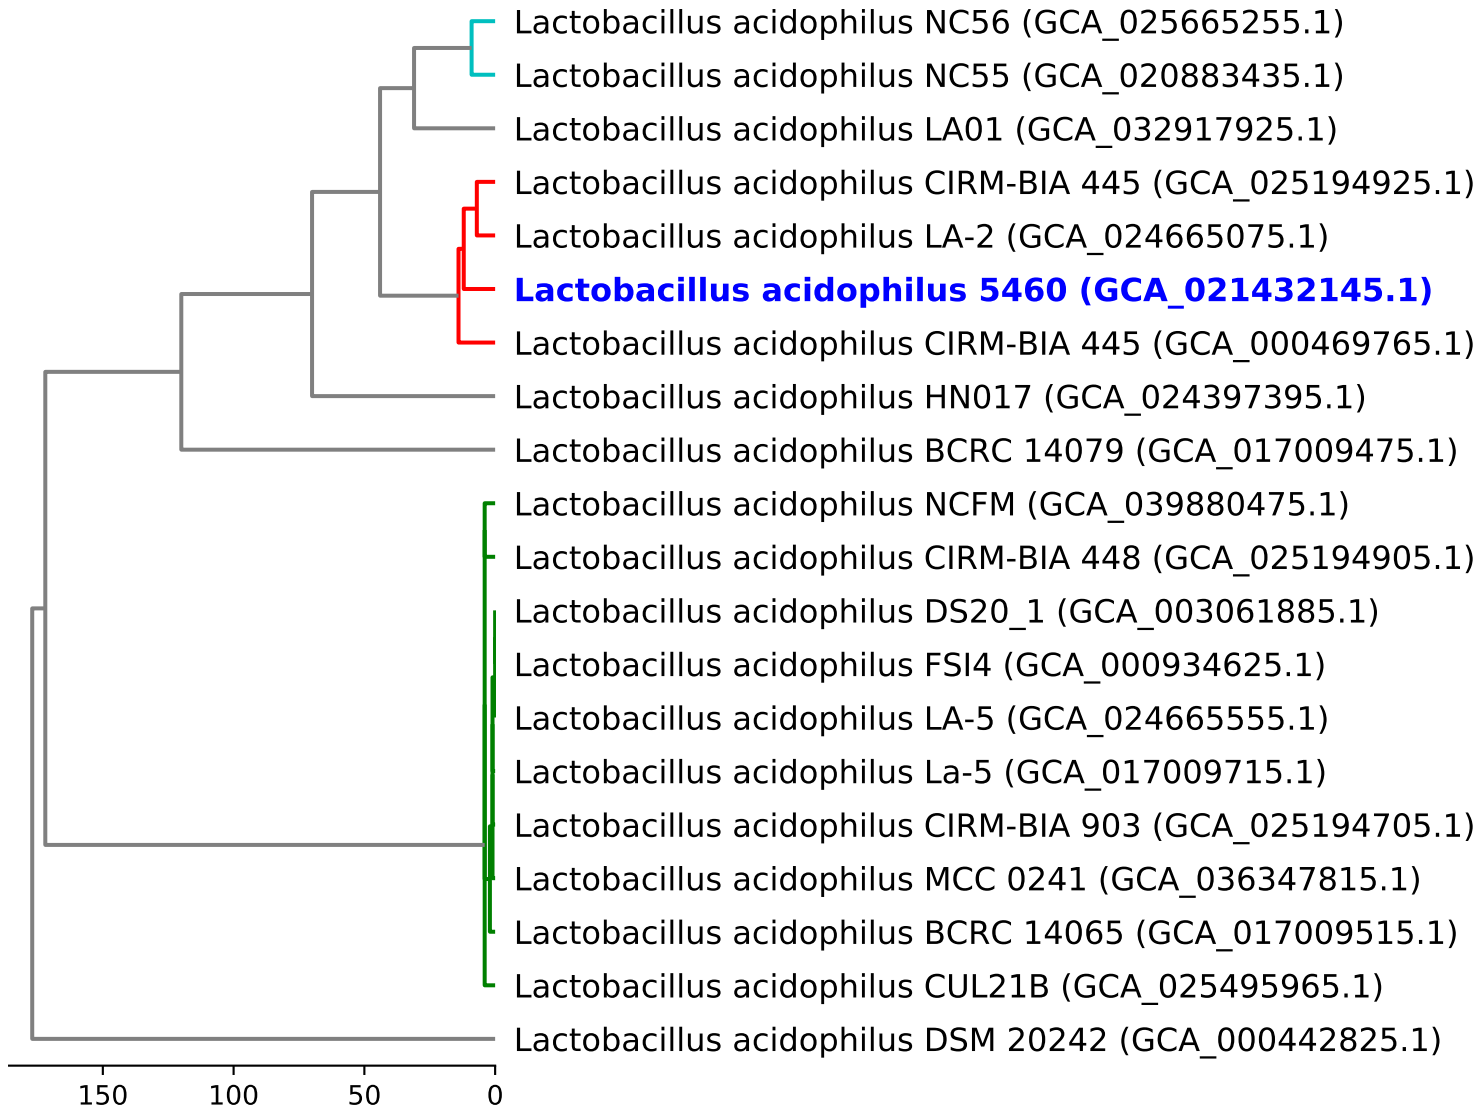 Lactobacillus acidophilus NC56 (GCA_025665255.1)
Lactobacillus acidophilus NC55 (GCA_020883435.1)
Lactobacillus acidophilus LA01 (GCA_032917925.1)
Lactobacillus acidophilus CIRM-BIA 445 (GCA_025194925.1)
Lactobacillus acidophilus LA-2 (GCA_024665075.1)
Lactobacillus acidophilus 5460 (GCA_021432145.1)
Lactobacillus acidophilus CIRM-BIA 445 (GCA_000469765.1)
Lactobacillus acidophilus HN017 (GCA_024397395.1)
Lactobacillus acidophilus BCRC 14079 (GCA_017009475.1)
Lactobacillus acidophilus NCFM (GCA_039880475.1)
Lactobacillus acidophilus CIRM-BIA 448 (GCA_025194905.1)
Lactobacillus acidophilus DS20_1 (GCA_003061885.1)
Lactobacillus acidophilus FSI4 (GCA_000934625.1)
Lactobacillus acidophilus LA-5 (GCA_024665555.1)
Lactobacillus acidophilus La-5 (GCA_017009715.1)
Lactobacillus acidophilus CIRM-BIA 903 (GCA_025194705.1)
Lactobacillus acidophilus MCC 0241 (GCA_036347815.1)
Lactobacillus acidophilus BCRC 14065 (GCA_017009515.1)
Lactobacillus acidophilus CUL21B (GCA_025495965.1)
Lactobacillus acidophilus DSM 20242 (GCA_000442825.1)
150 100 50 0